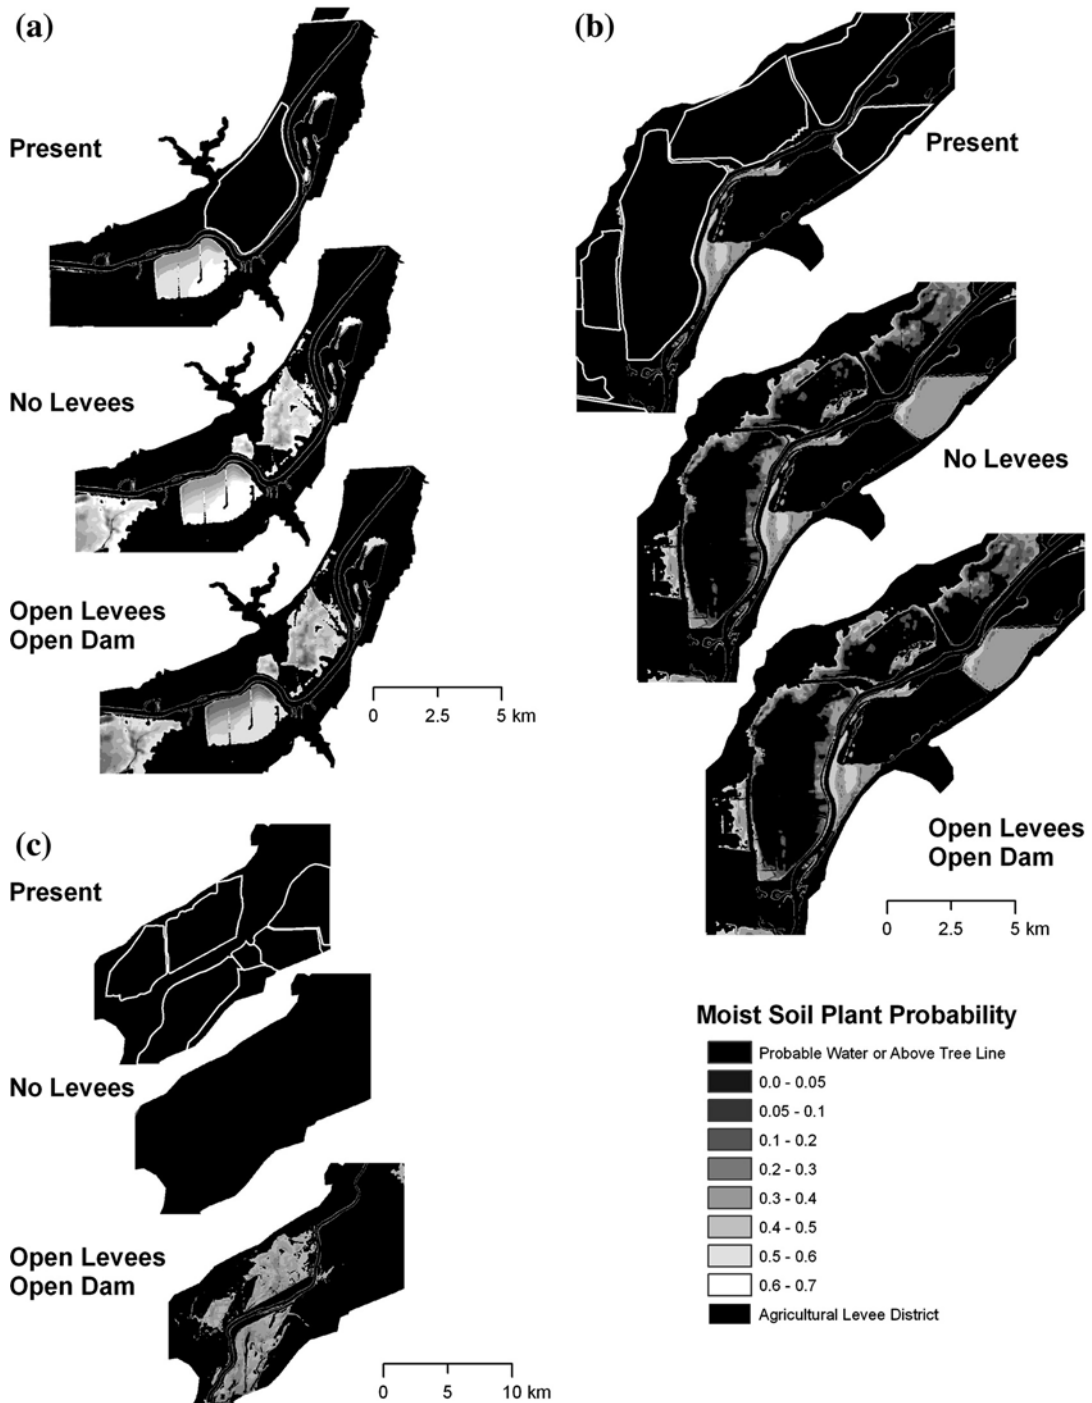 (a)
Present
No Levees
Open Levees
Open Dam
0 2.5 5 km
(b)
Present
No Levees
Open Levees
Open Dam
0 2.5 5 km
(c)
Present
No Levees
Open Levees
Open Dam
0 5 10 km
Moist Soil Plant Probability
Probable Water or Above Tree Line
0.0 - 0.05
0.05 - 0.1
0.1 - 0.2
0.2 - 0.3
0.3 - 0.4
0.4 - 0.5
0.5 - 0.6
0.6 - 0.7
Agricultural Levee District